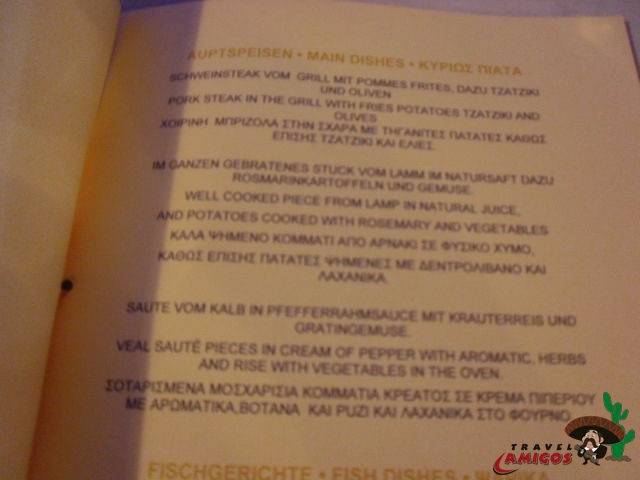 AUPTSPEISEN • MAIN DISHES • ΚΥΡΙΩΣ ΠΙΑΤΑ
SCHWEINSTEAK VOM GRILL MIT POMMES FRITES, DAZU TZATZIKI
UND OLIVEN
PORK STEAK IN THE GRILL WITH FRIES POTATOES TZATZIKI AND
OLIVES
ΧΟΙΡΙΝΗ ΜΠΡΙΖΟΛΑ ΣΤΗΝ ΣΧΑΡΑ ΜΕ ΤΗΓΑΝΙΤΕΣ ΠΑΤΑΤΕΣ ΚΑΘΩΣ
ΕΠΙΣΗΣ ΤΖΑΤΖΙΚΙ ΚΑΙ ΕΛΙΕΣ.
IM GANZEN GEBRATENES STUCK VOM LAMM IM NATURSAFT DAZU
ROSMARINKARTOFFELN UND GEMUSE.
WELL COOKED PIECE FROM LAMP IN NATURAL JUICE,
AND POTATOES COOKED WITH ROSEMARY AND VEGETABLES
ΚΑΛΑ ΨΗΜΕΝΟ ΚΟΜΜΑΤΙ ΑΠΟ ΑΡΝΑΚΙ ΣΕ ΦΥΣΙΚΟ ΧΥΜΟ,
ΚΑΘΩΣ ΕΠΙΣΗΣ ΠΑΤΑΤΕΣ ΨΗΜΕΝΕΣ ΜΕ ΔΕΝΤΡΟΛΙΒΑΝΟ ΚΑΙ
ΛΑΧΑΝΙΚΑ.
SAUTE VOM KALB IN PFEFFERRAHMSAUCE MIT KRAUTERREIS UND
GRATINGEMUSE.
VEAL SAUTÉ PIECES IN CREAM OF PEPPER WITH AROMATIC, HERBS
AND RISE WITH VEGETABLES IN THE OVEN.
ΣΟΤΑΡΙΣΜΕΝΑ ΜΟΣΧΑΡΙΣΙΑ ΚΟΜΜΑΤΙΑ ΚΡΕΑΤΟΣ ΣΕ ΚΡΕΜΑ ΠΙΠΕΡΙΟΥ
ΜΕ ΑΡΩΜΑΤΙΚΑ,ΒΟΤΑΝΑ ΚΑΙ ΡΥΖΙ ΚΑΙ ΛΑΧΑΝΙΚΑ ΣΤΟ ΦΟΥΡΝΟ
FISCHGERICHTE • FISH DISHES •
TRAVEL
AMIGOS